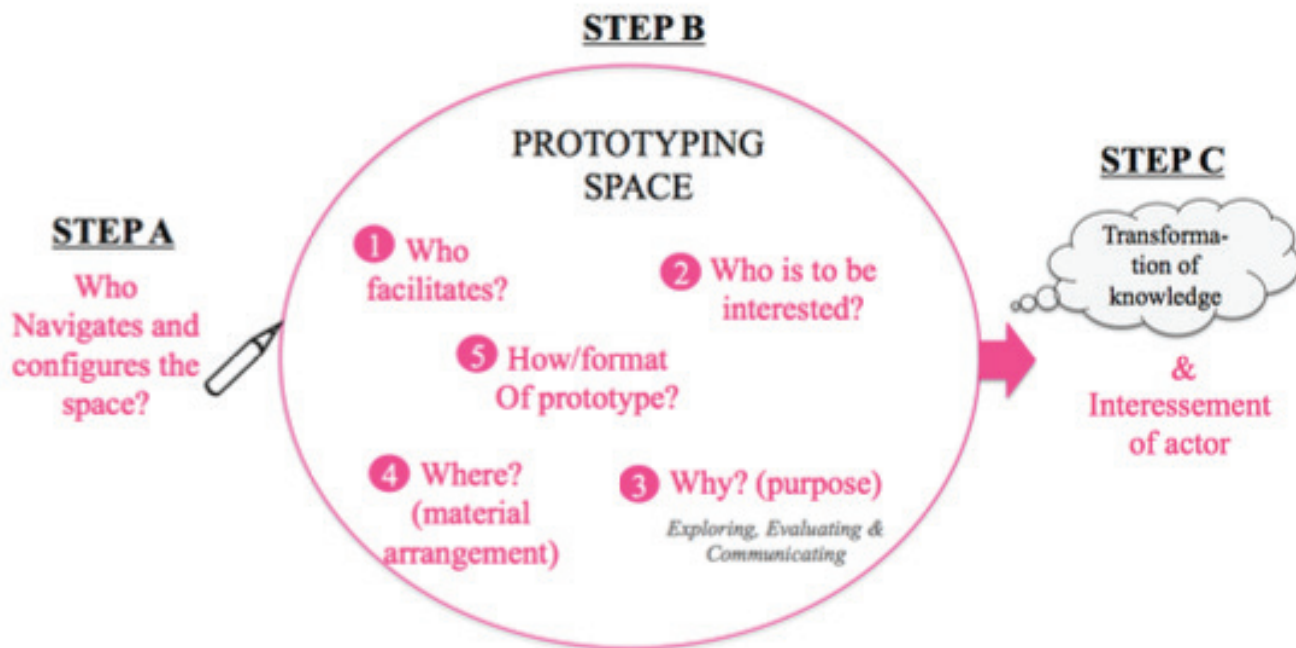 STEP B
PROTOTYPING
SPACE
STEP A
Who
Navigates and
configures the
space?
1 Who
facilitates?
2 Who is to be
interested?
5 How/format
Of prototype?
4 Where?
(material
arrangement)
3 Why? (purpose)
Exploring, Evaluating &
Communicating
STEP C
Transforma-
tion of
knowledge
&
Interessement
of actor